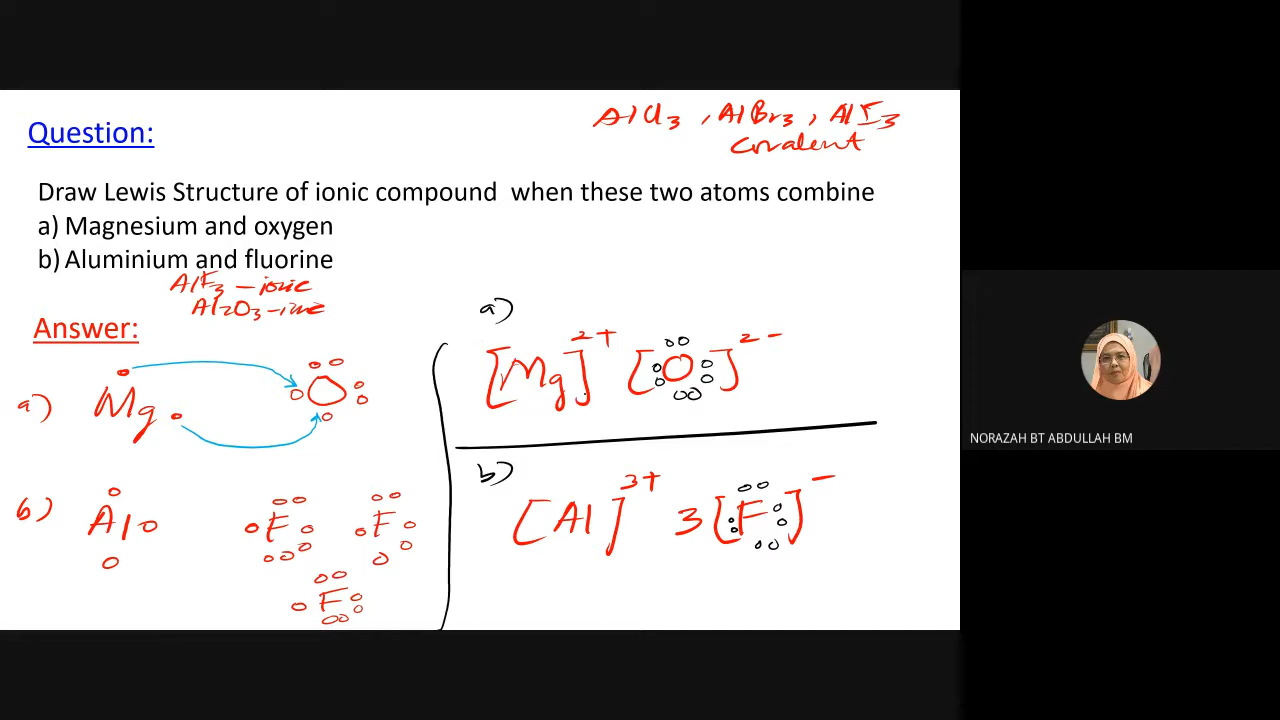 Question:
AlCl3, AlBr3, AlI3
Covalent
Draw Lewis Structure of ionic compound when these two atoms combine
a) Magnesium and oxygen
b) Aluminium and fluorine
AlF3 – ionic
Al2O3 – ionic
Answer:
a) Mg O
b) Al F F
F
a)
[Mg]2+ [O]2-
b)
[Al]3+ 3[F]-
NORAZAH BT ABDULLAH BM